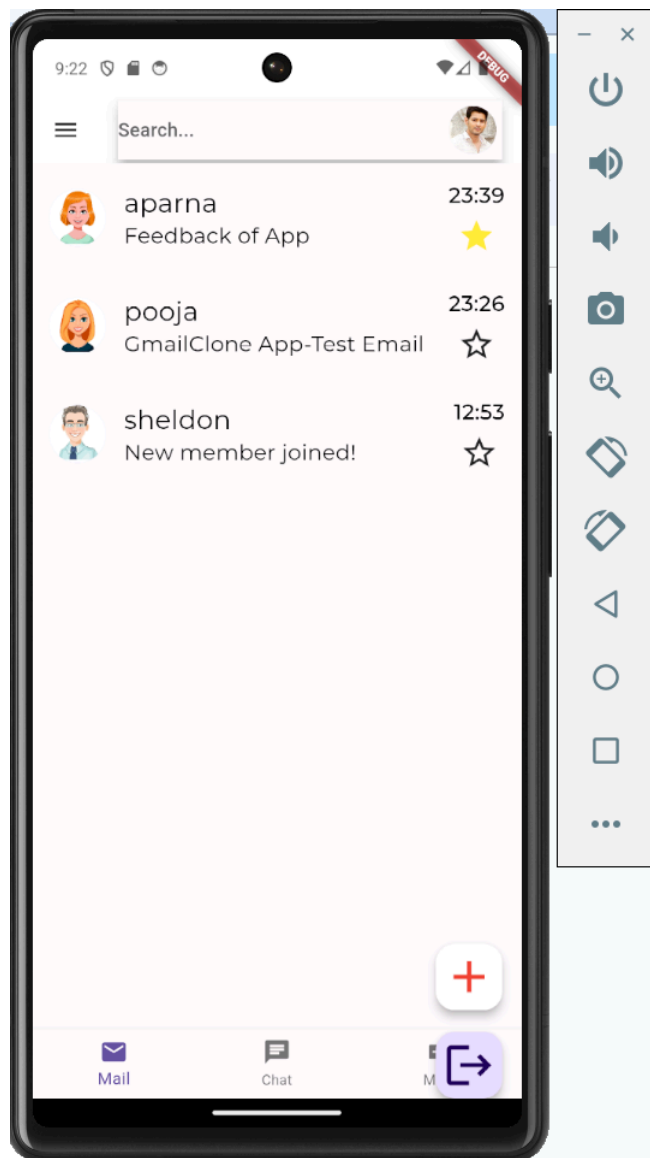 9:22
DEBUG
Search...
aparna
23:39
Feedback of App
pooja
23:26
GmailClone App-Test Email
sheldon
12:53
New member joined!
Mail
Chat